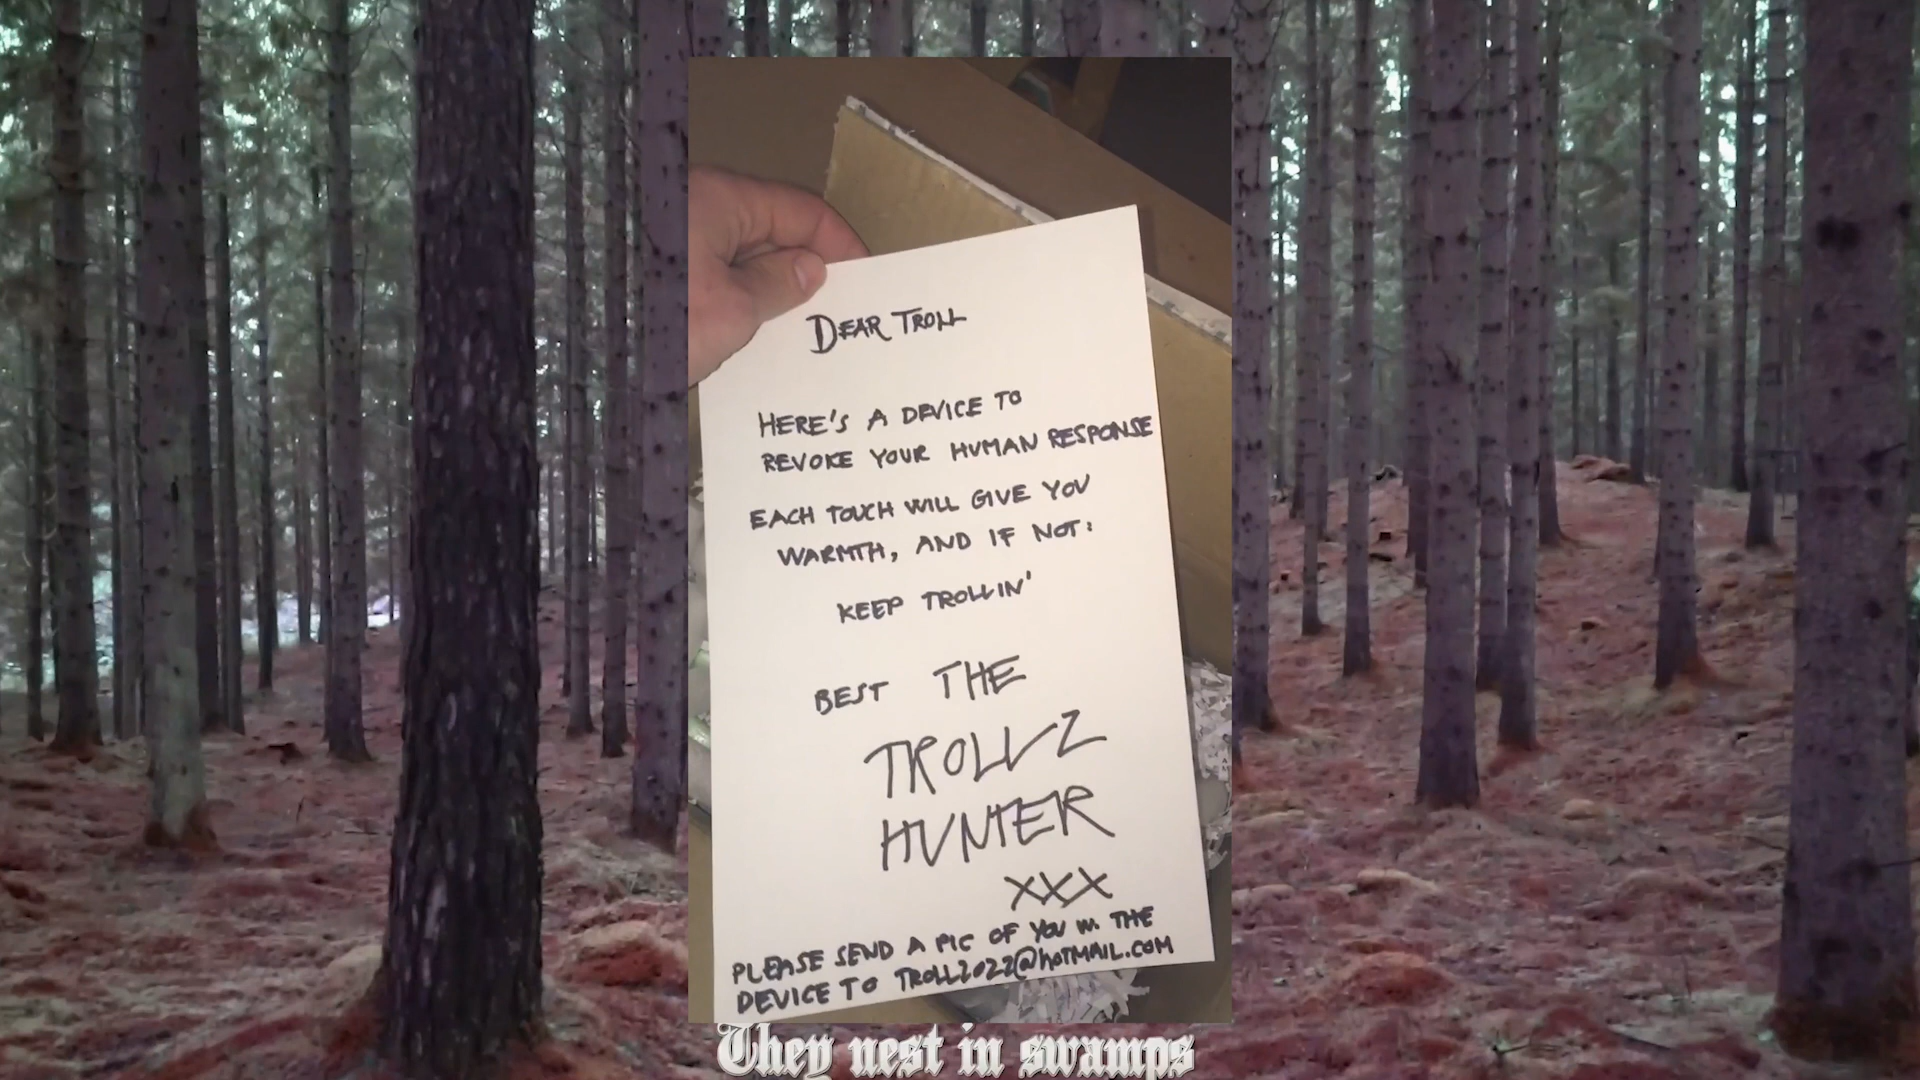 DEAR TROLL
HERE'S A DEVICE TO
REVOKE YOUR HUMAN RESPONSE
EACH TOUCH WILL GIVE YOU
WARMTH, AND IF NOT:
KEEP TROLLIN'
BEST THE
TROLLZ
HUNTER
XXX
PLEASE SEND A PIC OF YOU W. THE
DEVICE TO TROLL2022@HOTMAIL.COM
They nest in swamps